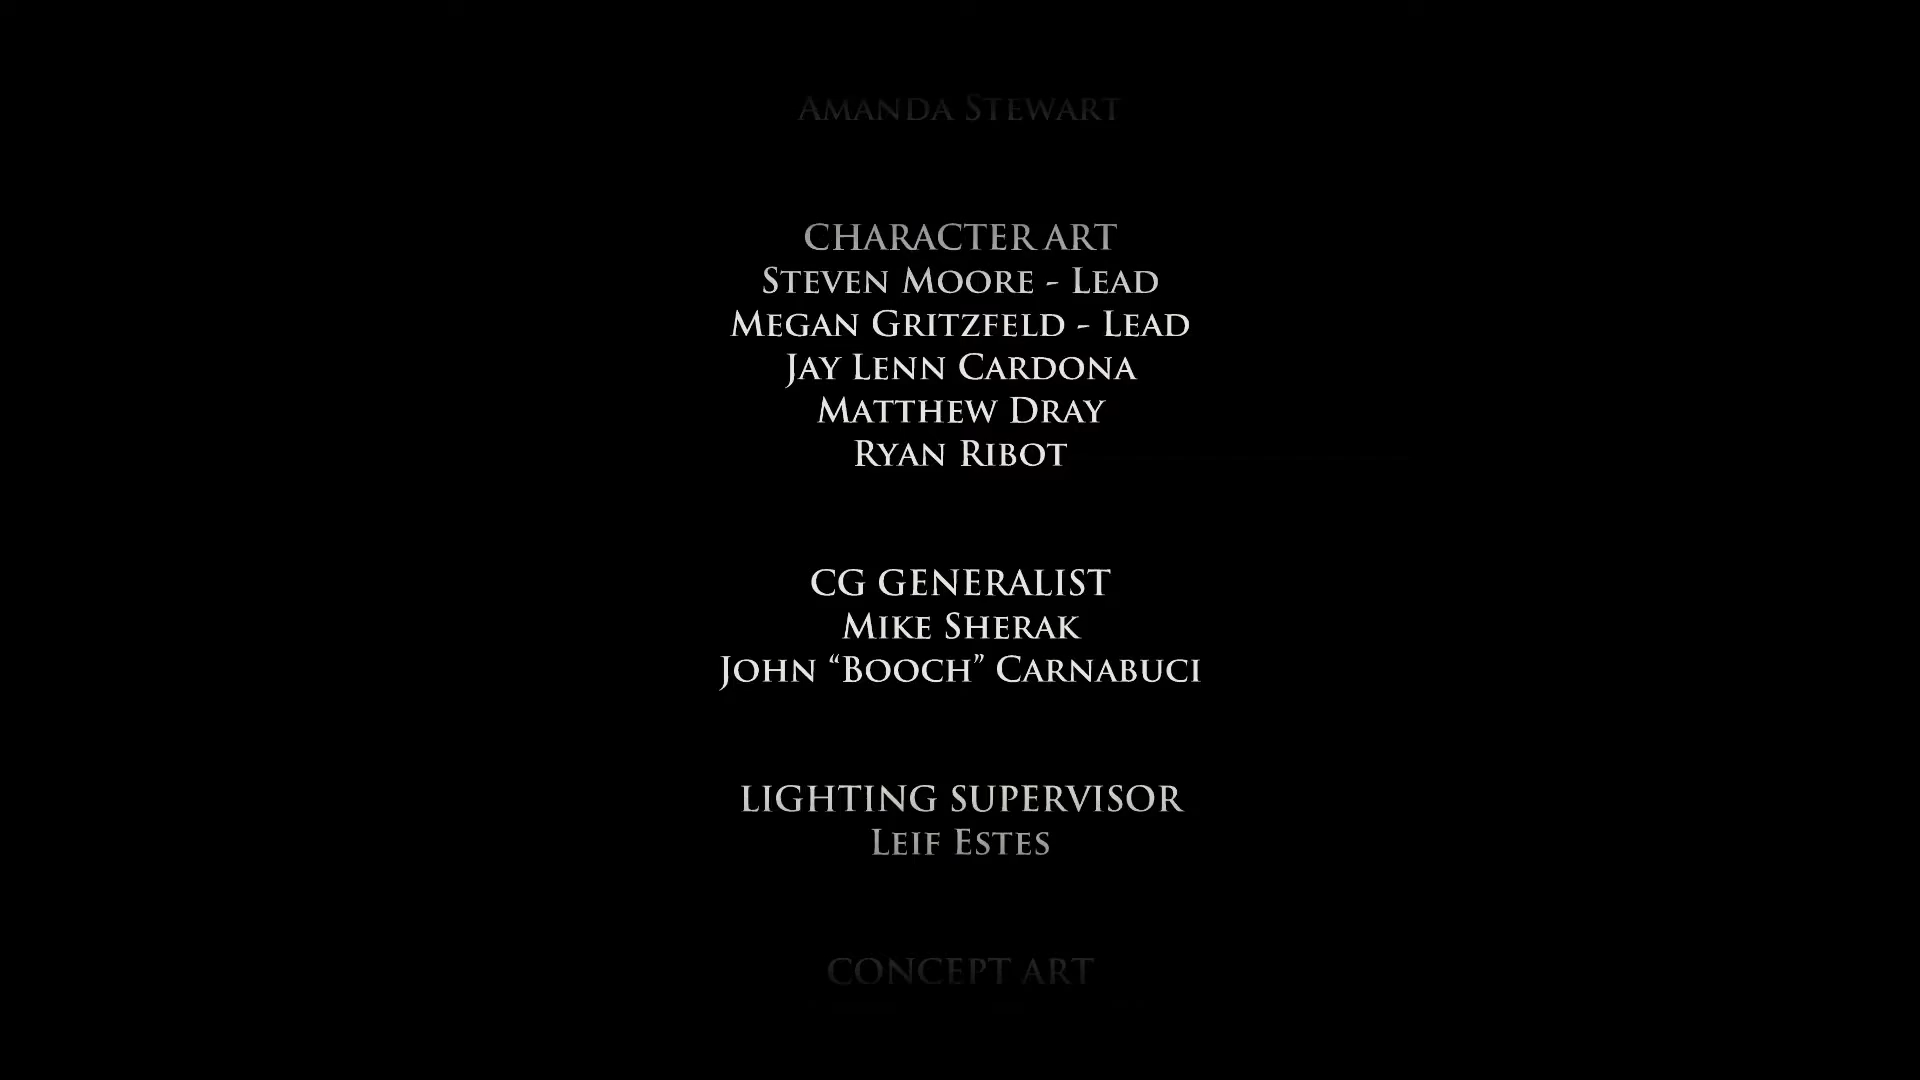 Amanda Stewart
CHARACTER ART
Steven Moore - Lead
Megan Gritzfeld - Lead
Jay Lenn Cardona
Matthew Dray
Ryan Ribot
CG GENERALIST
Mike Sherak
John “Booch” Carnabuci
LIGHTING SUPERVISOR
Leif Estes
CONCEPT ART